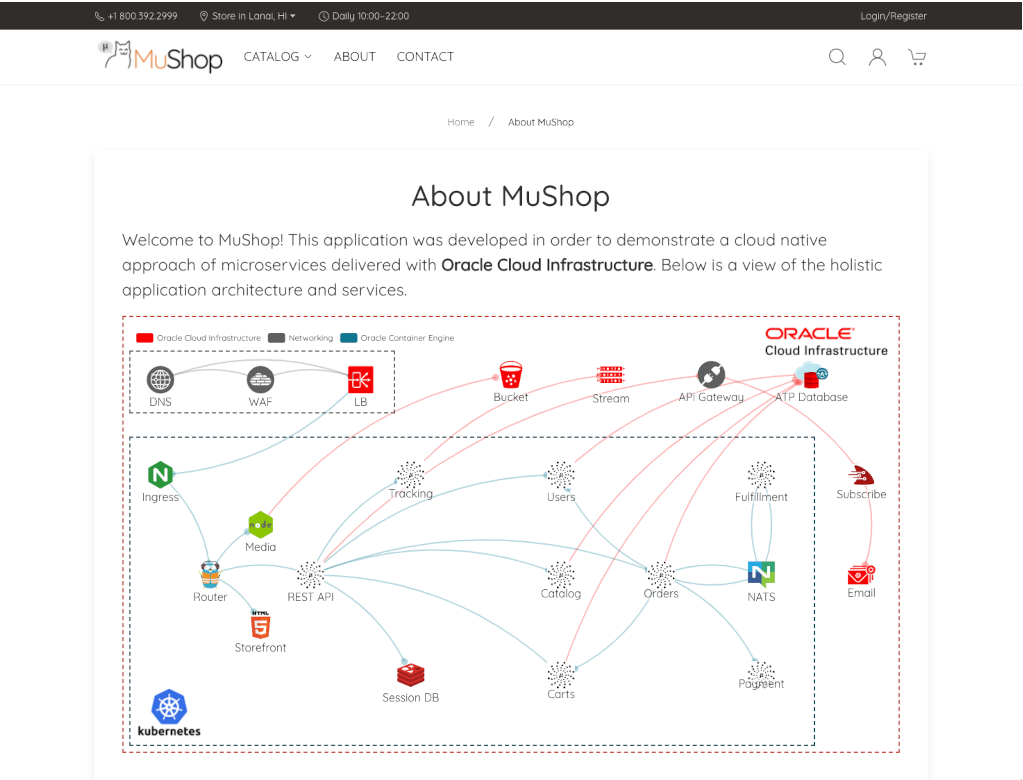 +1 800.392.2999
Store in Lanai, HI
Daily 10:00–22:00
Login/Register
µ
MuShop
CATALOG
ABOUT
CONTACT
Home / About MuShop
About MuShop
Welcome to MuShop! This application was developed in order to demonstrate a cloud native
approach of microservices delivered with Oracle Cloud Infrastructure. Below is a view of the holistic
application architecture and services.
Oracle Cloud Infrastructure
Networking
Oracle Container Engine
ORACLE
Cloud Infrastructure
DNS
WAF
LB
Bucket
Stream
API Gateway
ATP Database
Ingress
Tracking
Users
Fulfillment
Subscribe
node
Media
Router
REST API
Catalog
Orders
NATS
Email
HTML
5
Storefront
Session DB
Carts
Payment
kubernetes